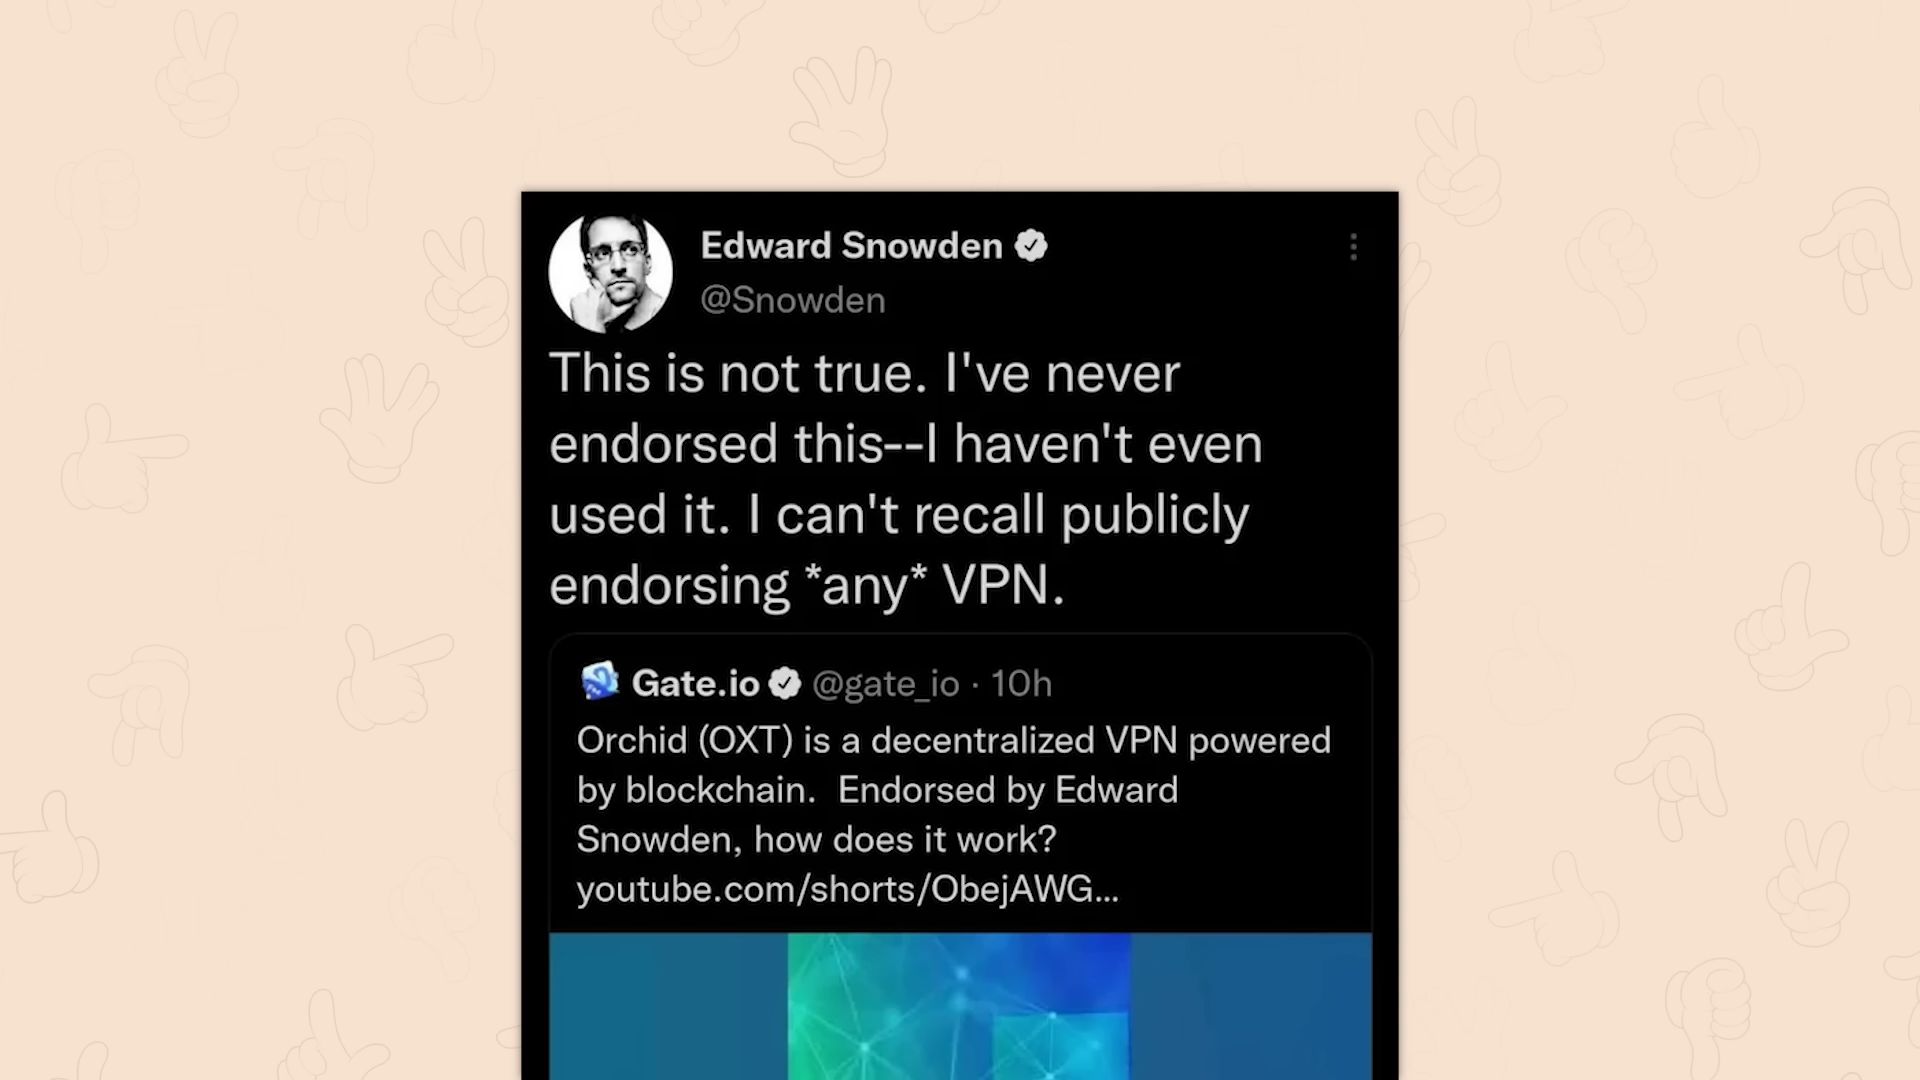 Edward Snowden
@Snowden
This is not true. I've never
endorsed this--I haven't even
used it. I can't recall publicly
endorsing *any* VPN.
Gate.io @gate_io · 10h
Orchid (OXT) is a decentralized VPN powered
by blockchain.  Endorsed by Edward
Snowden, how does it work?
youtube.com/shorts/ObejAWG...